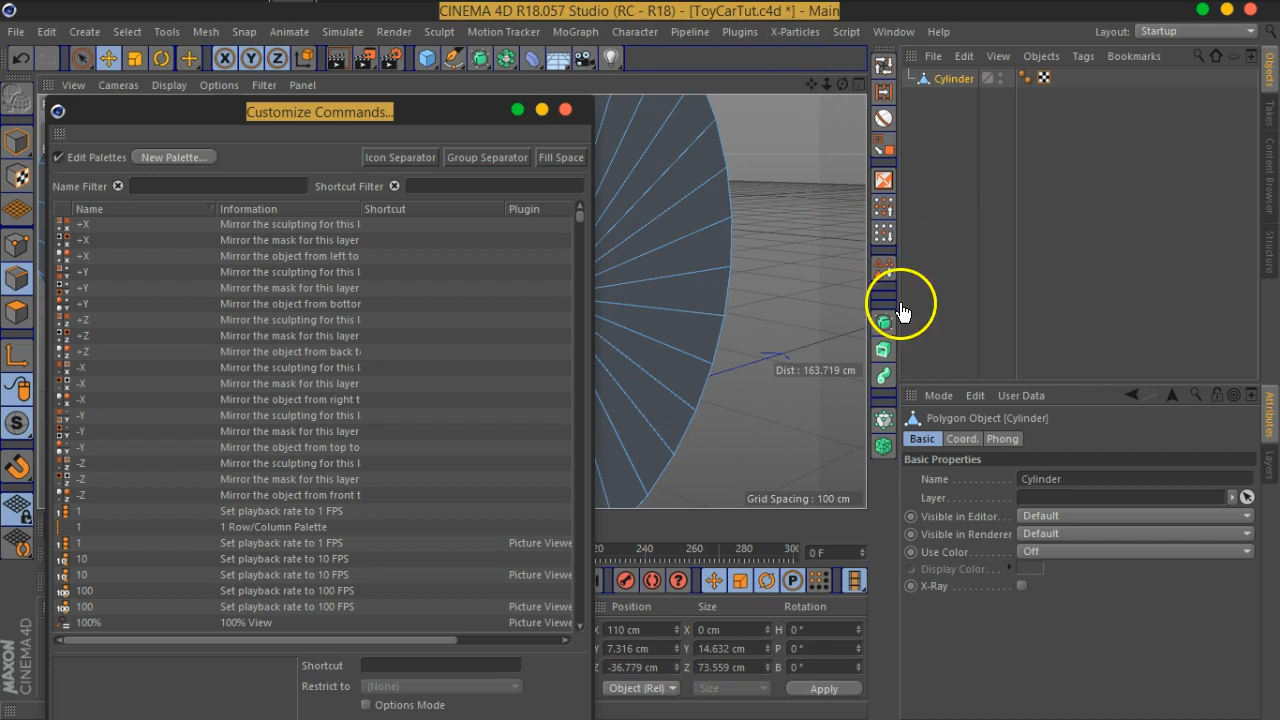 CINEMA 4D R18.057 Studio (RC - R18) - [ToyCarTut.c4d *] - Main
File Edit Create Select Tools Mesh Snap Animate Simulate Render Sculpt Motion Tracker MoGraph Character Pipeline Plugins X-Particles Script Window Help Layout: Startup
X Y Z
File Edit View Objects Tags Bookmarks
View Cameras Display Options Filter Panel
Cylinder
Customize Commands...
Edit Palettes New Palette... Icon Separator Group Separator Fill Space
Name Filter Shortcut Filter
Name Information Shortcut Plugin
+X Mirror the sculpting for this l
+X Mirror the mask for this layer
+X Mirror the object from left to
+Y Mirror the sculpting for this l
+Y Mirror the mask for this layer
+Y Mirror the object from bottor
+Z Mirror the sculpting for this l
+Z Mirror the mask for this layer
+Z Mirror the object from back t
-X Mirror the sculpting for this l
-X Mirror the mask for this layer
-X Mirror the object from right t
-Y Mirror the sculpting for this l
-Y Mirror the mask for this layer
-Y Mirror the object from top to
-Z Mirror the sculpting for this l
-Z Mirror the mask for this layer
-Z Mirror the object from front t
1 Set playback rate to 1 FPS
1 1 Row/Column Palette
1 Set playback rate to 1 FPS Picture Viewe
10 Set playback rate to 10 FPS
10 Set playback rate to 10 FPS Picture Viewe
100 Set playback rate to 100 FPS
100 Set playback rate to 100 FPS Picture Viewe
100% 100% View Picture Viewe
Shortcut
Restrict to (None)
Options Mode
Dist : 163.719 cm
Grid Spacing : 100 cm
240 260 280 0 F
P
Position Size Rotation
X 110 cm X 0 cm H 0 °
Y 7.316 cm Y 14.632 cm P 0 °
Z -36.779 cm Z 73.559 cm B 0 °
Object (Rel) Size Apply
Mode Edit User Data
Polygon Object [Cylinder]
Basic Coord. Phong
Basic Properties
Name Cylinder
Layer
Visible in Editor Default
Visible in Renderer Default
Use Color Off
Display Color
X-Ray
Objects
Takes
Content Browser
Structure
Attributes
Layers
MAXON
CINEMA 4D